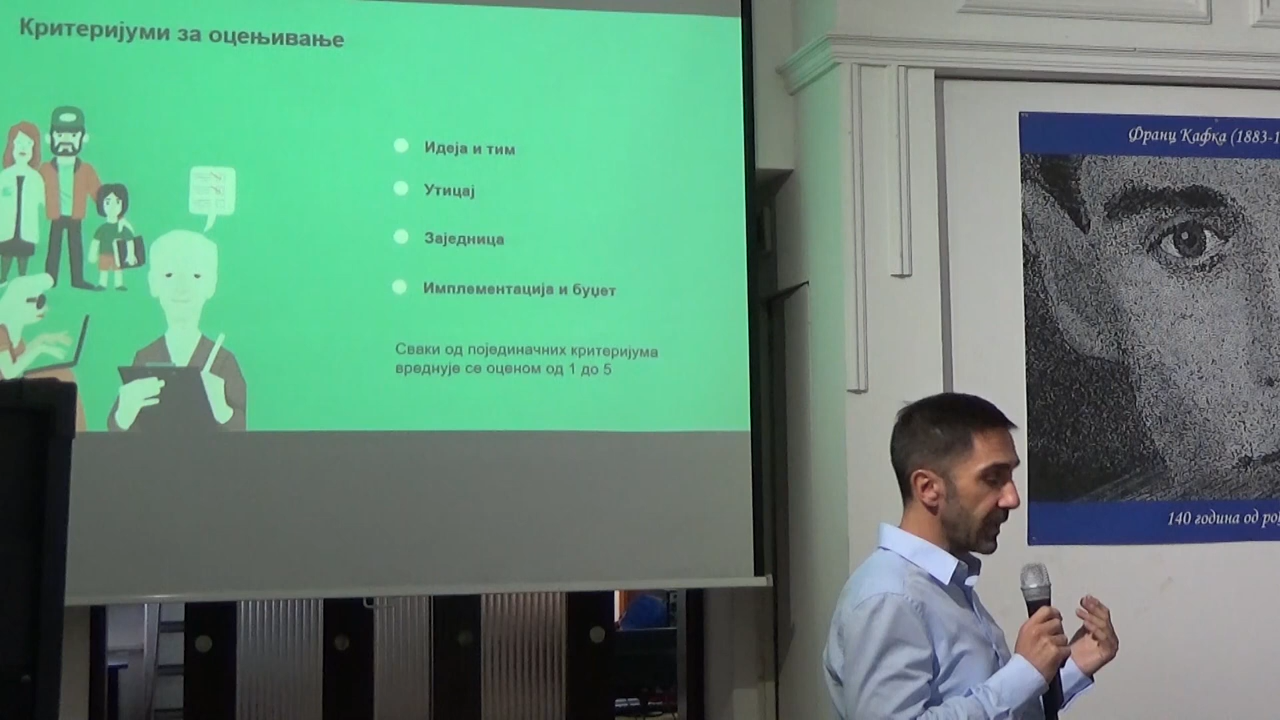 Критеријуми за оцењивање
Идеја и тим
Утицај
Заједница
Имплементација и буџет
Сваки од појединачних критеријума
вреднује се оценом од 1 до 5
Франц Кафка (1883-1
140 година од рођ